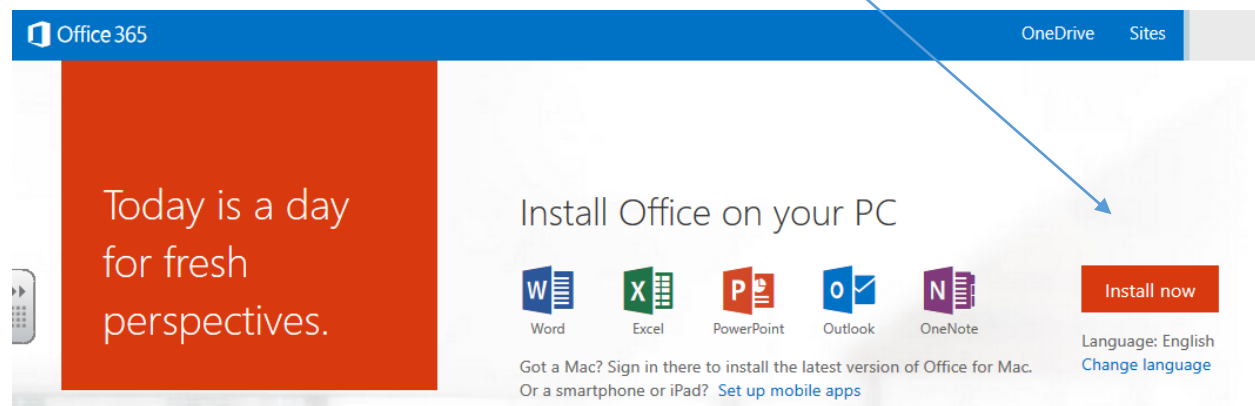 Office 365
OneDrive Sites
Today is a day
for fresh
perspectives.
Install Office on your PC
Word Excel PowerPoint Outlook OneNote
Got a Mac? Sign in there to install the latest version of Office for Mac.
Or a smartphone or iPad? Set up mobile apps
Install now
Language: English
Change language